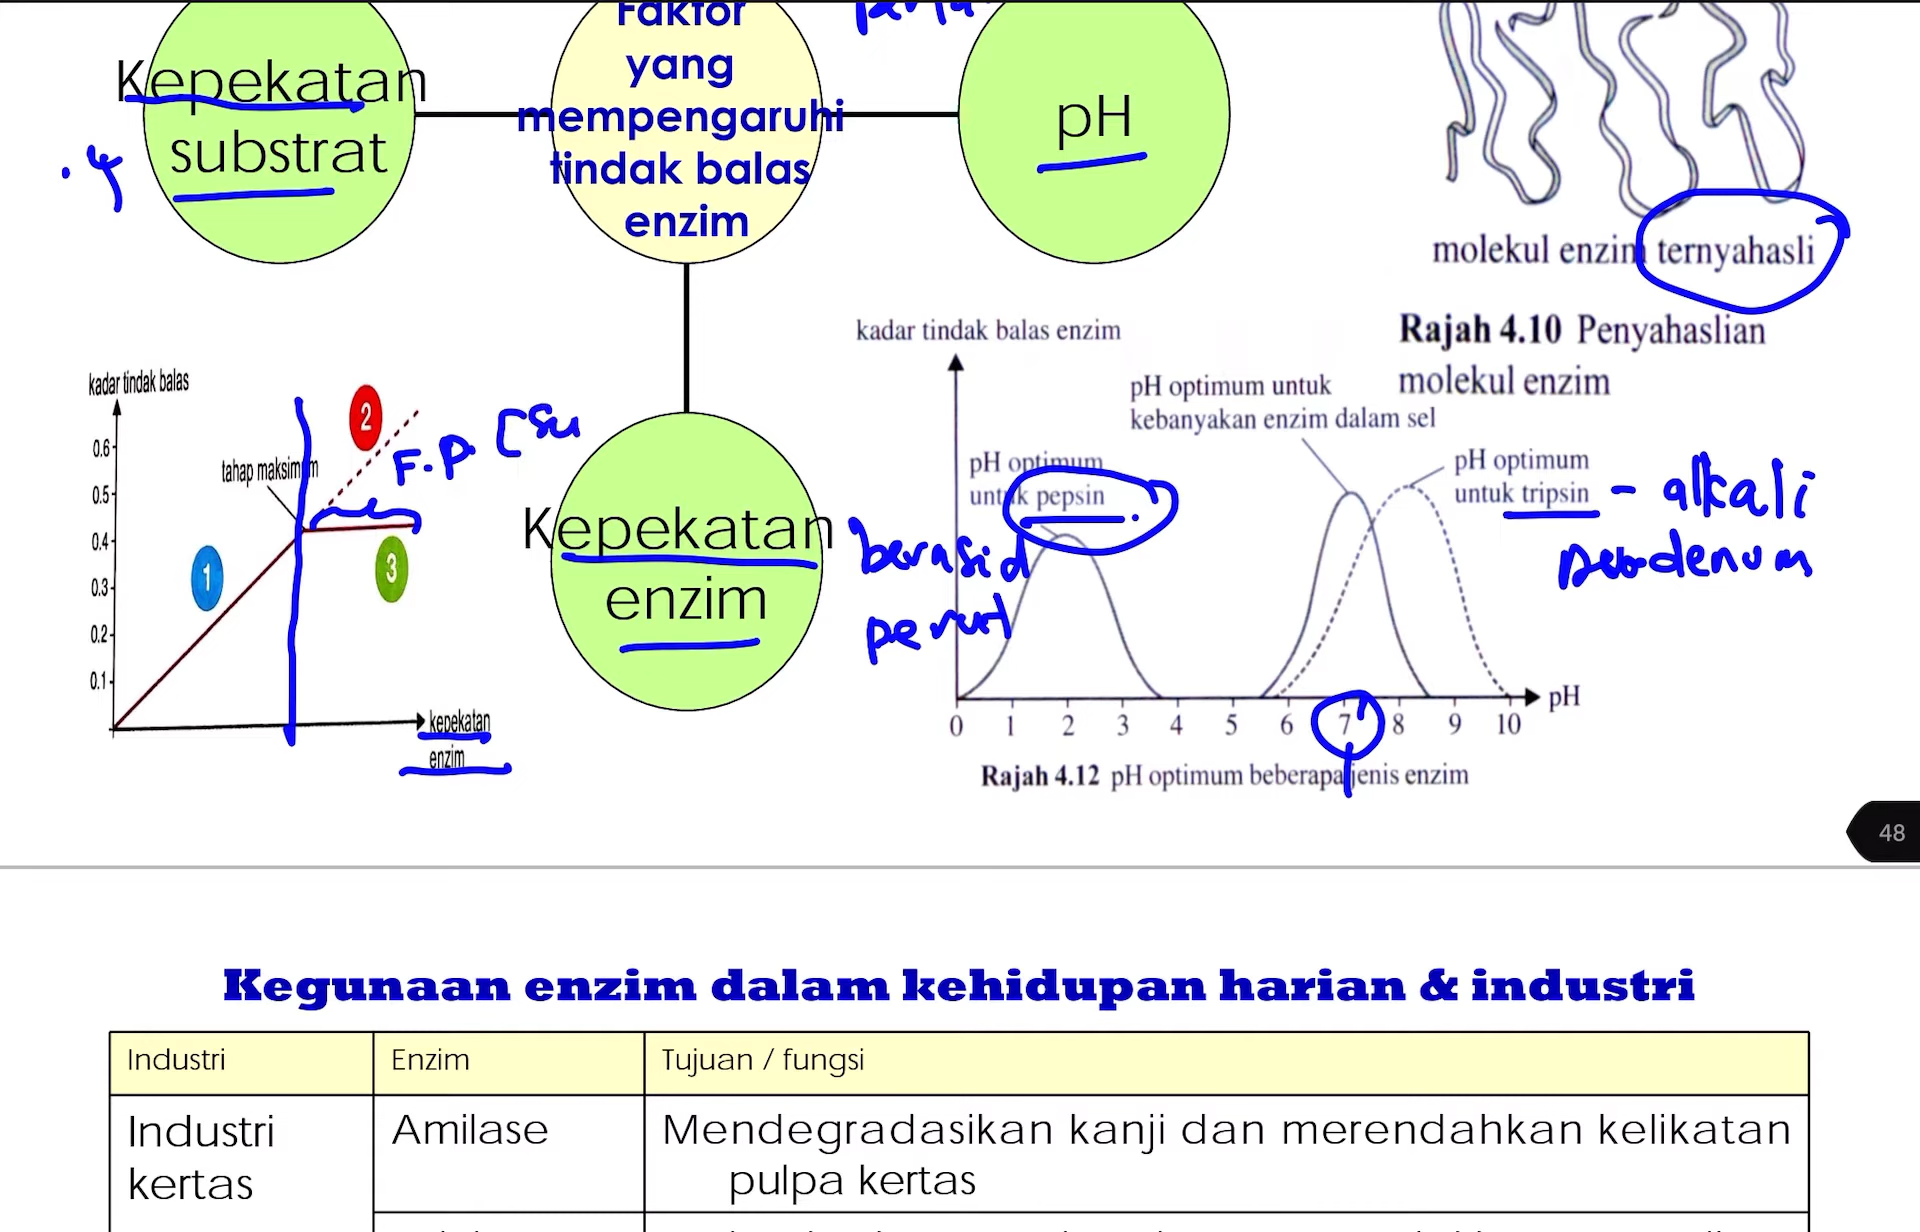 Faktor
yang
mempengaruhi
tindak balas
enzim
Kepekatan
substrat
pH
molekul enzim ternyahasli
Rajah 4.10 Penyahaslian
molekul enzim
kadar tindak balas
0.6
0.5
0.4
0.3
0.2
0.1
tahap maksimum
1
2
3
F.P. [su
kepekatan
enzim
Kepekatan
enzim
kadar tindak balas enzim
pH optimum untuk
kebanyakan enzim dalam sel
pH optimum
untuk pepsin
pH optimum
untuk tripsin - alkali
berasid
perut
pH
0 1 2 3 4 5 6 7 8 9 10
Rajah 4.12 pH optimum beberapa jenis enzim
48
Kegunaan enzim dalam kehidupan harian & industri
Industri Enzim Tujuan / fungsi
Industri
kertas
Amilase
Mendegradasikan kanji dan merendahkan kelikatan
pulpa kertas